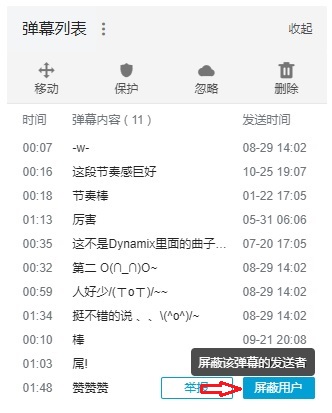 弹幕列表 ⋮ 收起
移动 保护 忽略 删除
时间 弹幕内容 ( 11 ) 发送时间
00:07 -w- 08-29 14:02
00:16 这段节奏感巨好 10-25 19:07
00:18 节奏棒 01-22 17:05
01:13 厉害 05-31 06:06
00:35 这不是Dynamix里面的曲子… 07-20 17:05
00:32 第二 O(∩_∩)O~ 08-29 14:02
00:59 人好少/(ㄒoㄒ)/~~ 08-29 14:02
01:34 挺不错的说 、、\(^o^)/~ 08-29 14:02
00:10 棒 09-21 20:08
屏蔽该弹幕的发送者
01:03 屌!
01:48 赞赞赞 举报 屏蔽用户